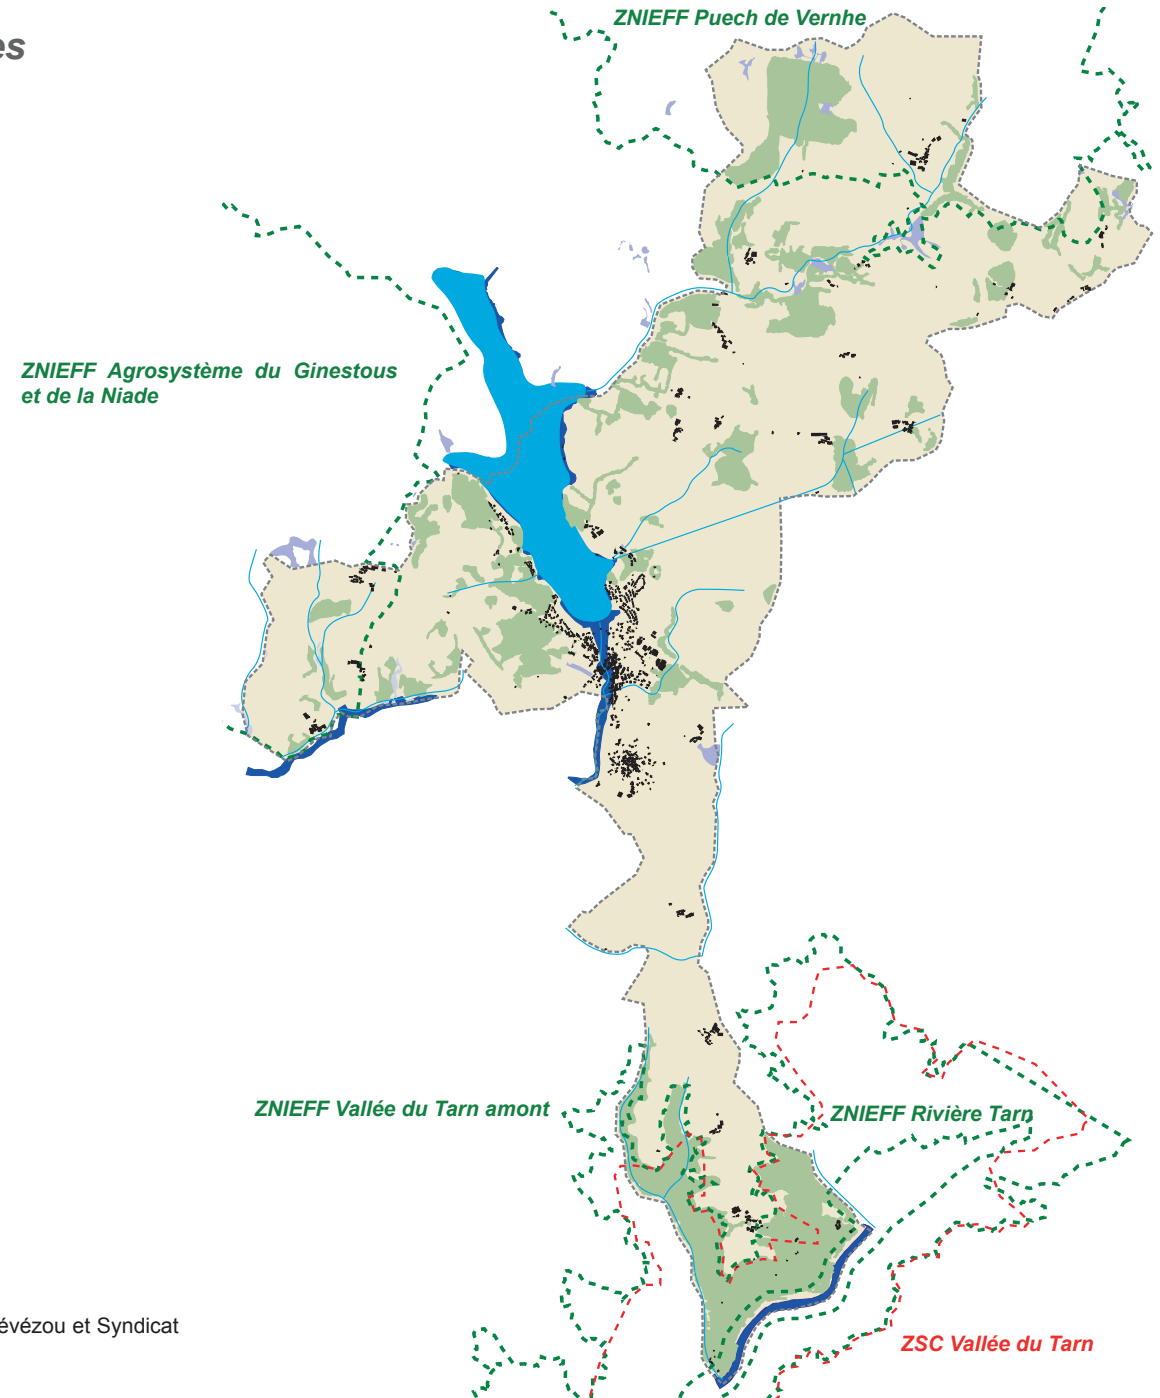 es
ZNIEFF Puech de Vernhe
ZNIEFF Agrosystème du Ginestous
et de la Niade
ZNIEFF Vallée du Tarn amont
ZNIEFF Rivière Tarn
évézou et Syndicat
ZSC Vallée du Tarn